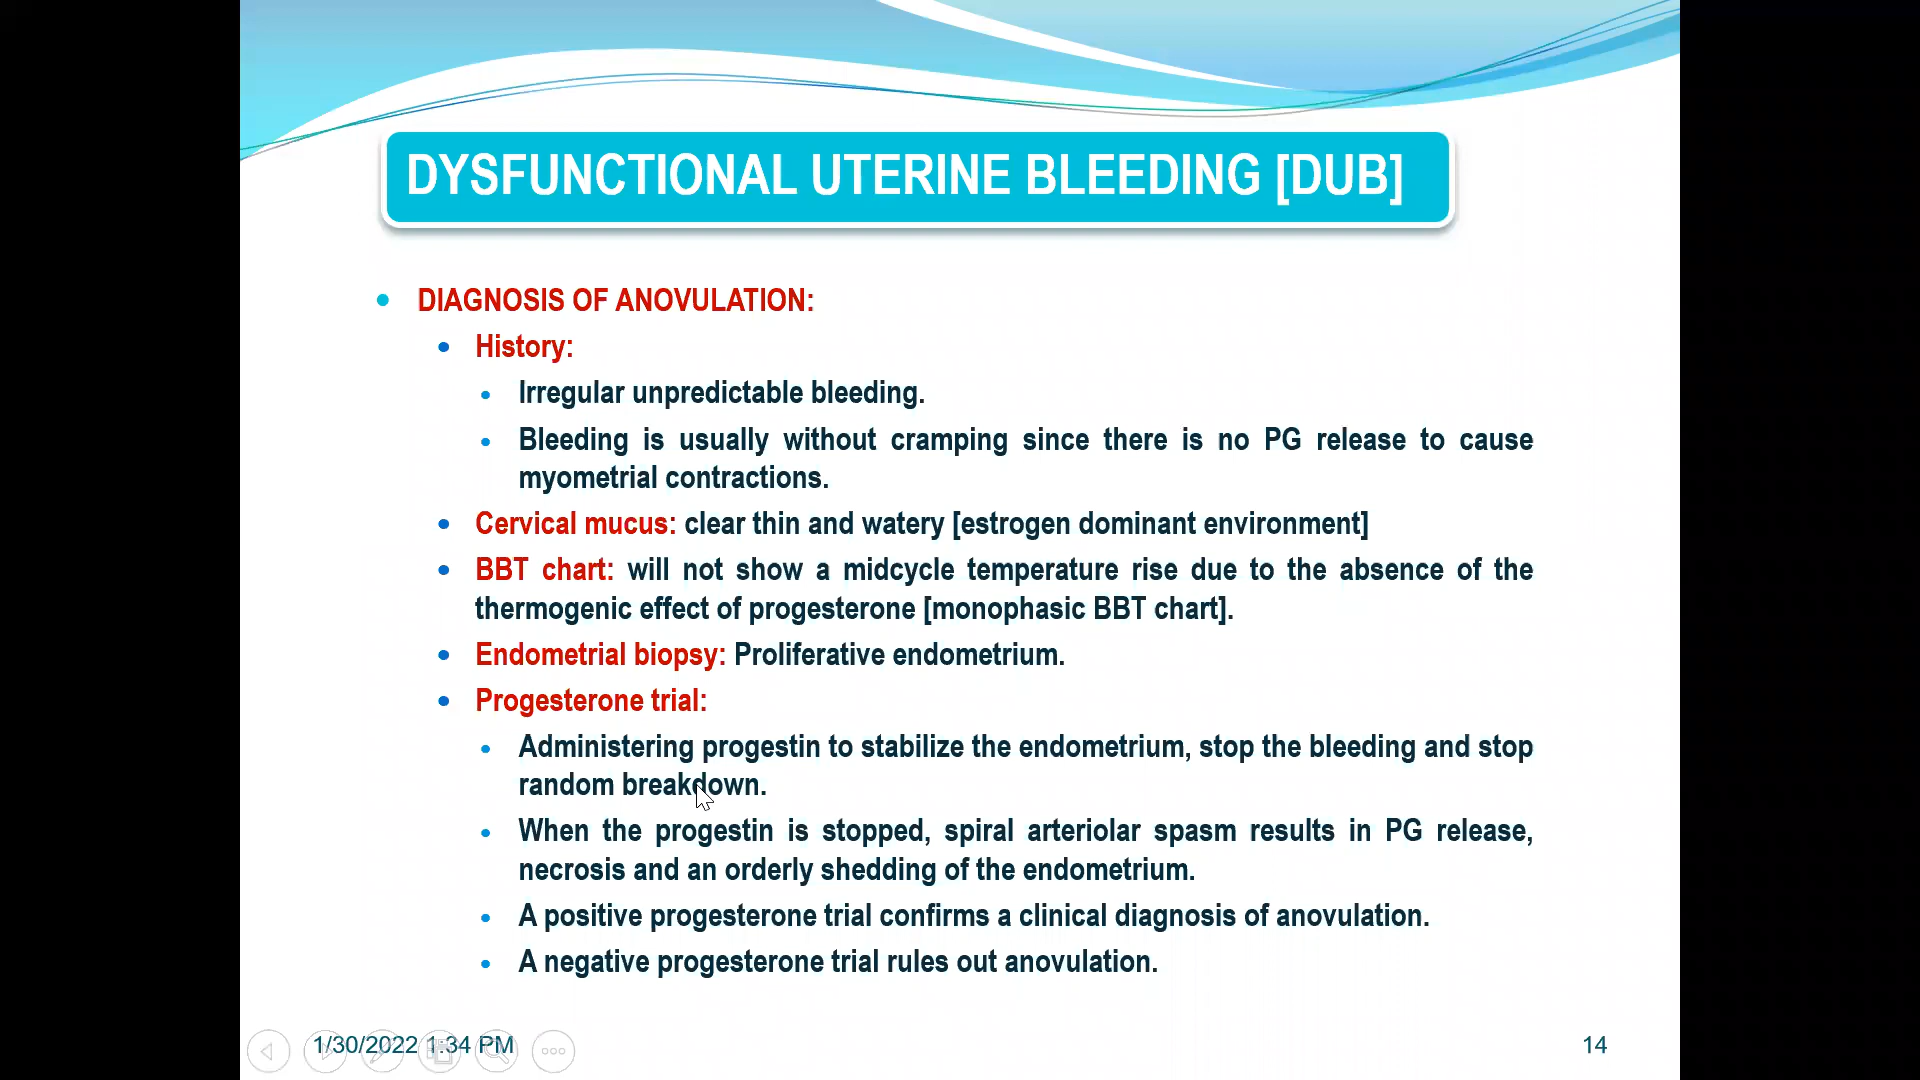 DYSFUNCTIONAL UTERINE BLEEDING [DUB]
DIAGNOSIS OF ANOVULATION:
History:
Irregular unpredictable bleeding.
Bleeding is usually without cramping since there is no PG release to cause
myometrial contractions.
Cervical mucus: clear thin and watery [estrogen dominant environment]
BBT chart: will not show a midcycle temperature rise due to the absence of the
thermogenic effect of progesterone [monophasic BBT chart].
Endometrial biopsy: Proliferative endometrium.
Progesterone trial:
Administering progestin to stabilize the endometrium, stop the bleeding and stop
random breakdown.
When the progestin is stopped, spiral arteriolar spasm results in PG release,
necrosis and an orderly shedding of the endometrium.
A positive progesterone trial confirms a clinical diagnosis of anovulation.
A negative progesterone trial rules out anovulation.
1/30/2022 1:34 PM
14